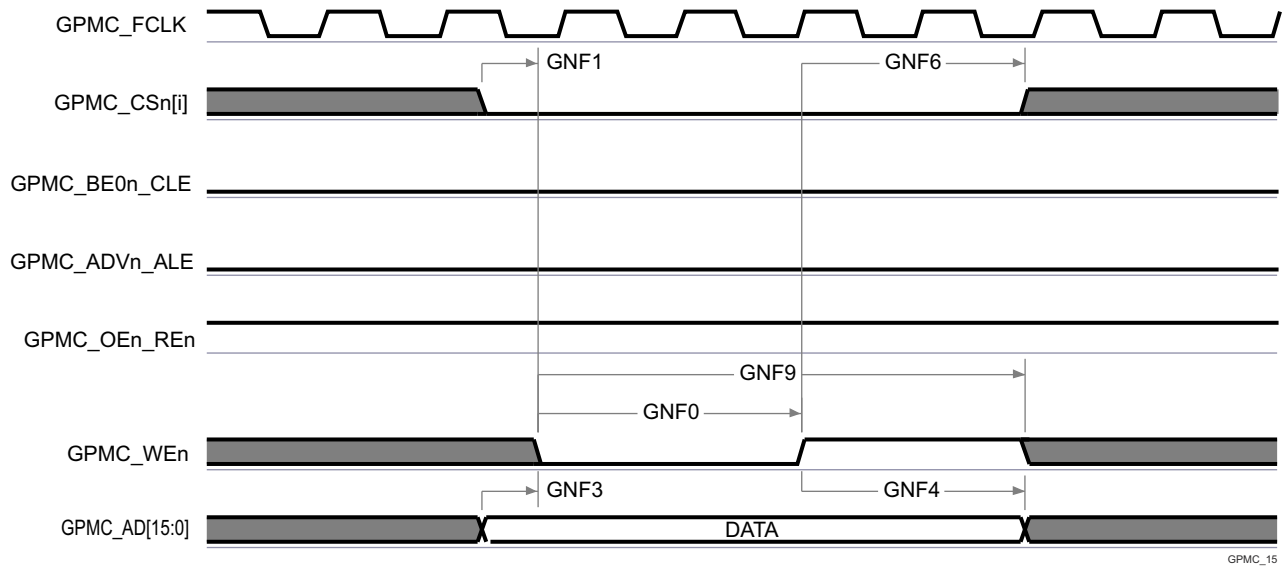 GPMC_FCLK
GNF1
GNF6
GPMC_CSn[i]
GPMC_BE0n_CLE
GPMC_ADVn_ALE
GPMC_OEn_REn
GNF9
GNF0
GPMC_WEn
GNF3
GNF4
GPMC_AD[15:0]
DATA
GPMC_15